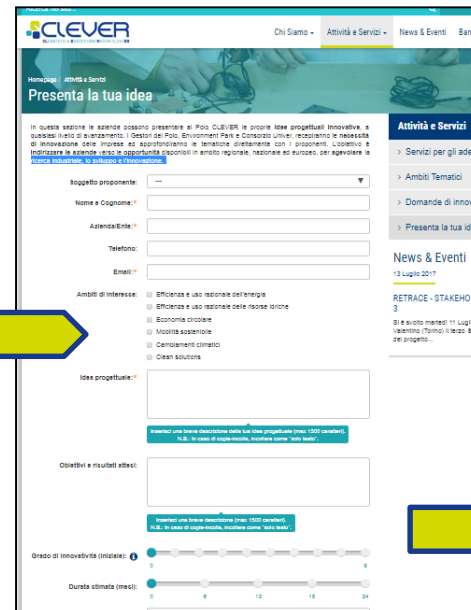 CLEVER
Chi Siamo
Attività e Servizi
News & Eventi
Ban
Homepage / Attività e Servizi
Presenta la tua idea
In questa sezione le aziende possono presentare al Polo CLEVER le proprie idee progettuali innovative, a
qualsiasi livello di avanzamento. I Gestori del Polo, Environment Park e Consorzio Univer, recepiranno le necessità
di innovazione delle imprese ed approfondiranno le tematiche direttamente con i proponenti. L'obiettivo è
indirizzare le aziende verso le opportunità disponibili in ambito regionale, nazionale ed europeo, per agevolare la
ricerca industriale, lo sviluppo e l'innovazione.
Soggetto proponente: ---
Nome e Cognome:*
Azienda/Ente:*
Telefono:
Email:*
Ambiti di interesse:
Efficienza e uso razionale dell'energia
Efficienza e uso razionale delle risorse idriche
Economia circolare
Mobilità sostenibile
Cambiamenti climatici
Clean solutions
Idea progettuale:*
Inserisci una breve descrizione della tua idea progettuale (max 1500 caratteri).
N.B.: In caso di copia-incolla, incollare come "solo testo".
Obiettivi e risultati attesi:
Inserisci una breve descrizione (max 1500 caratteri).
N.B.: In caso di copia-incolla, incollare come "solo testo".
Grado di innovatività (iniziale):
0 9
Durata stimata (mesi):
0 6 12 18 24
Attività e Servizi
> Servizi per gli ade
> Ambiti Tematici
> Domande di innov
> Presenta la tua id
News & Eventi
13 Luglio 2017
RETRACE - STAKEHO
3
Si è svolto martedì 11 Lugl
Valentino (Torino) il terzo S
del progetto...